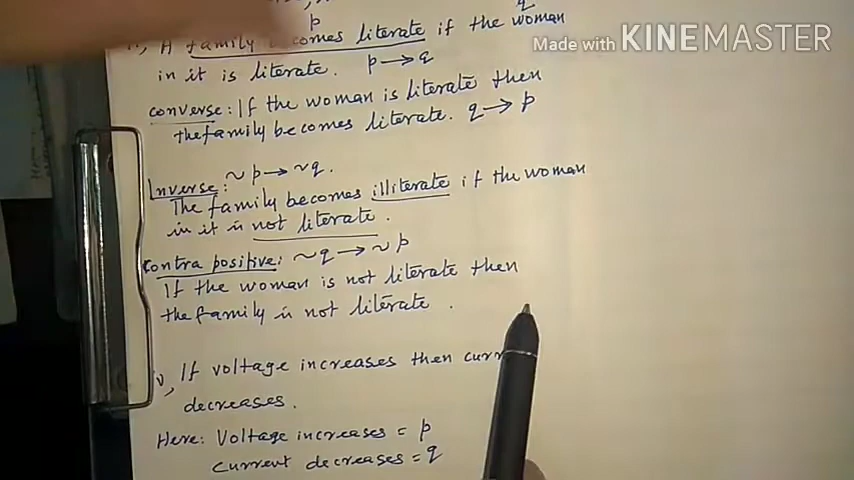 p
q
A family becomes literate if the woman
Made with KINEMASTER
in it is literate. p → q
Converse: If the woman is literate then
the family becomes literate. q → p
~ p → ~ q.
Inverse:
The family becomes illiterate if the woman
in it is not literate.
Contra positive: ~ q → ~ p
If the woman is not literate then
the family is not literate.
If voltage increases then curr
decreases.
Here: Voltage increases = p
current decreases = q